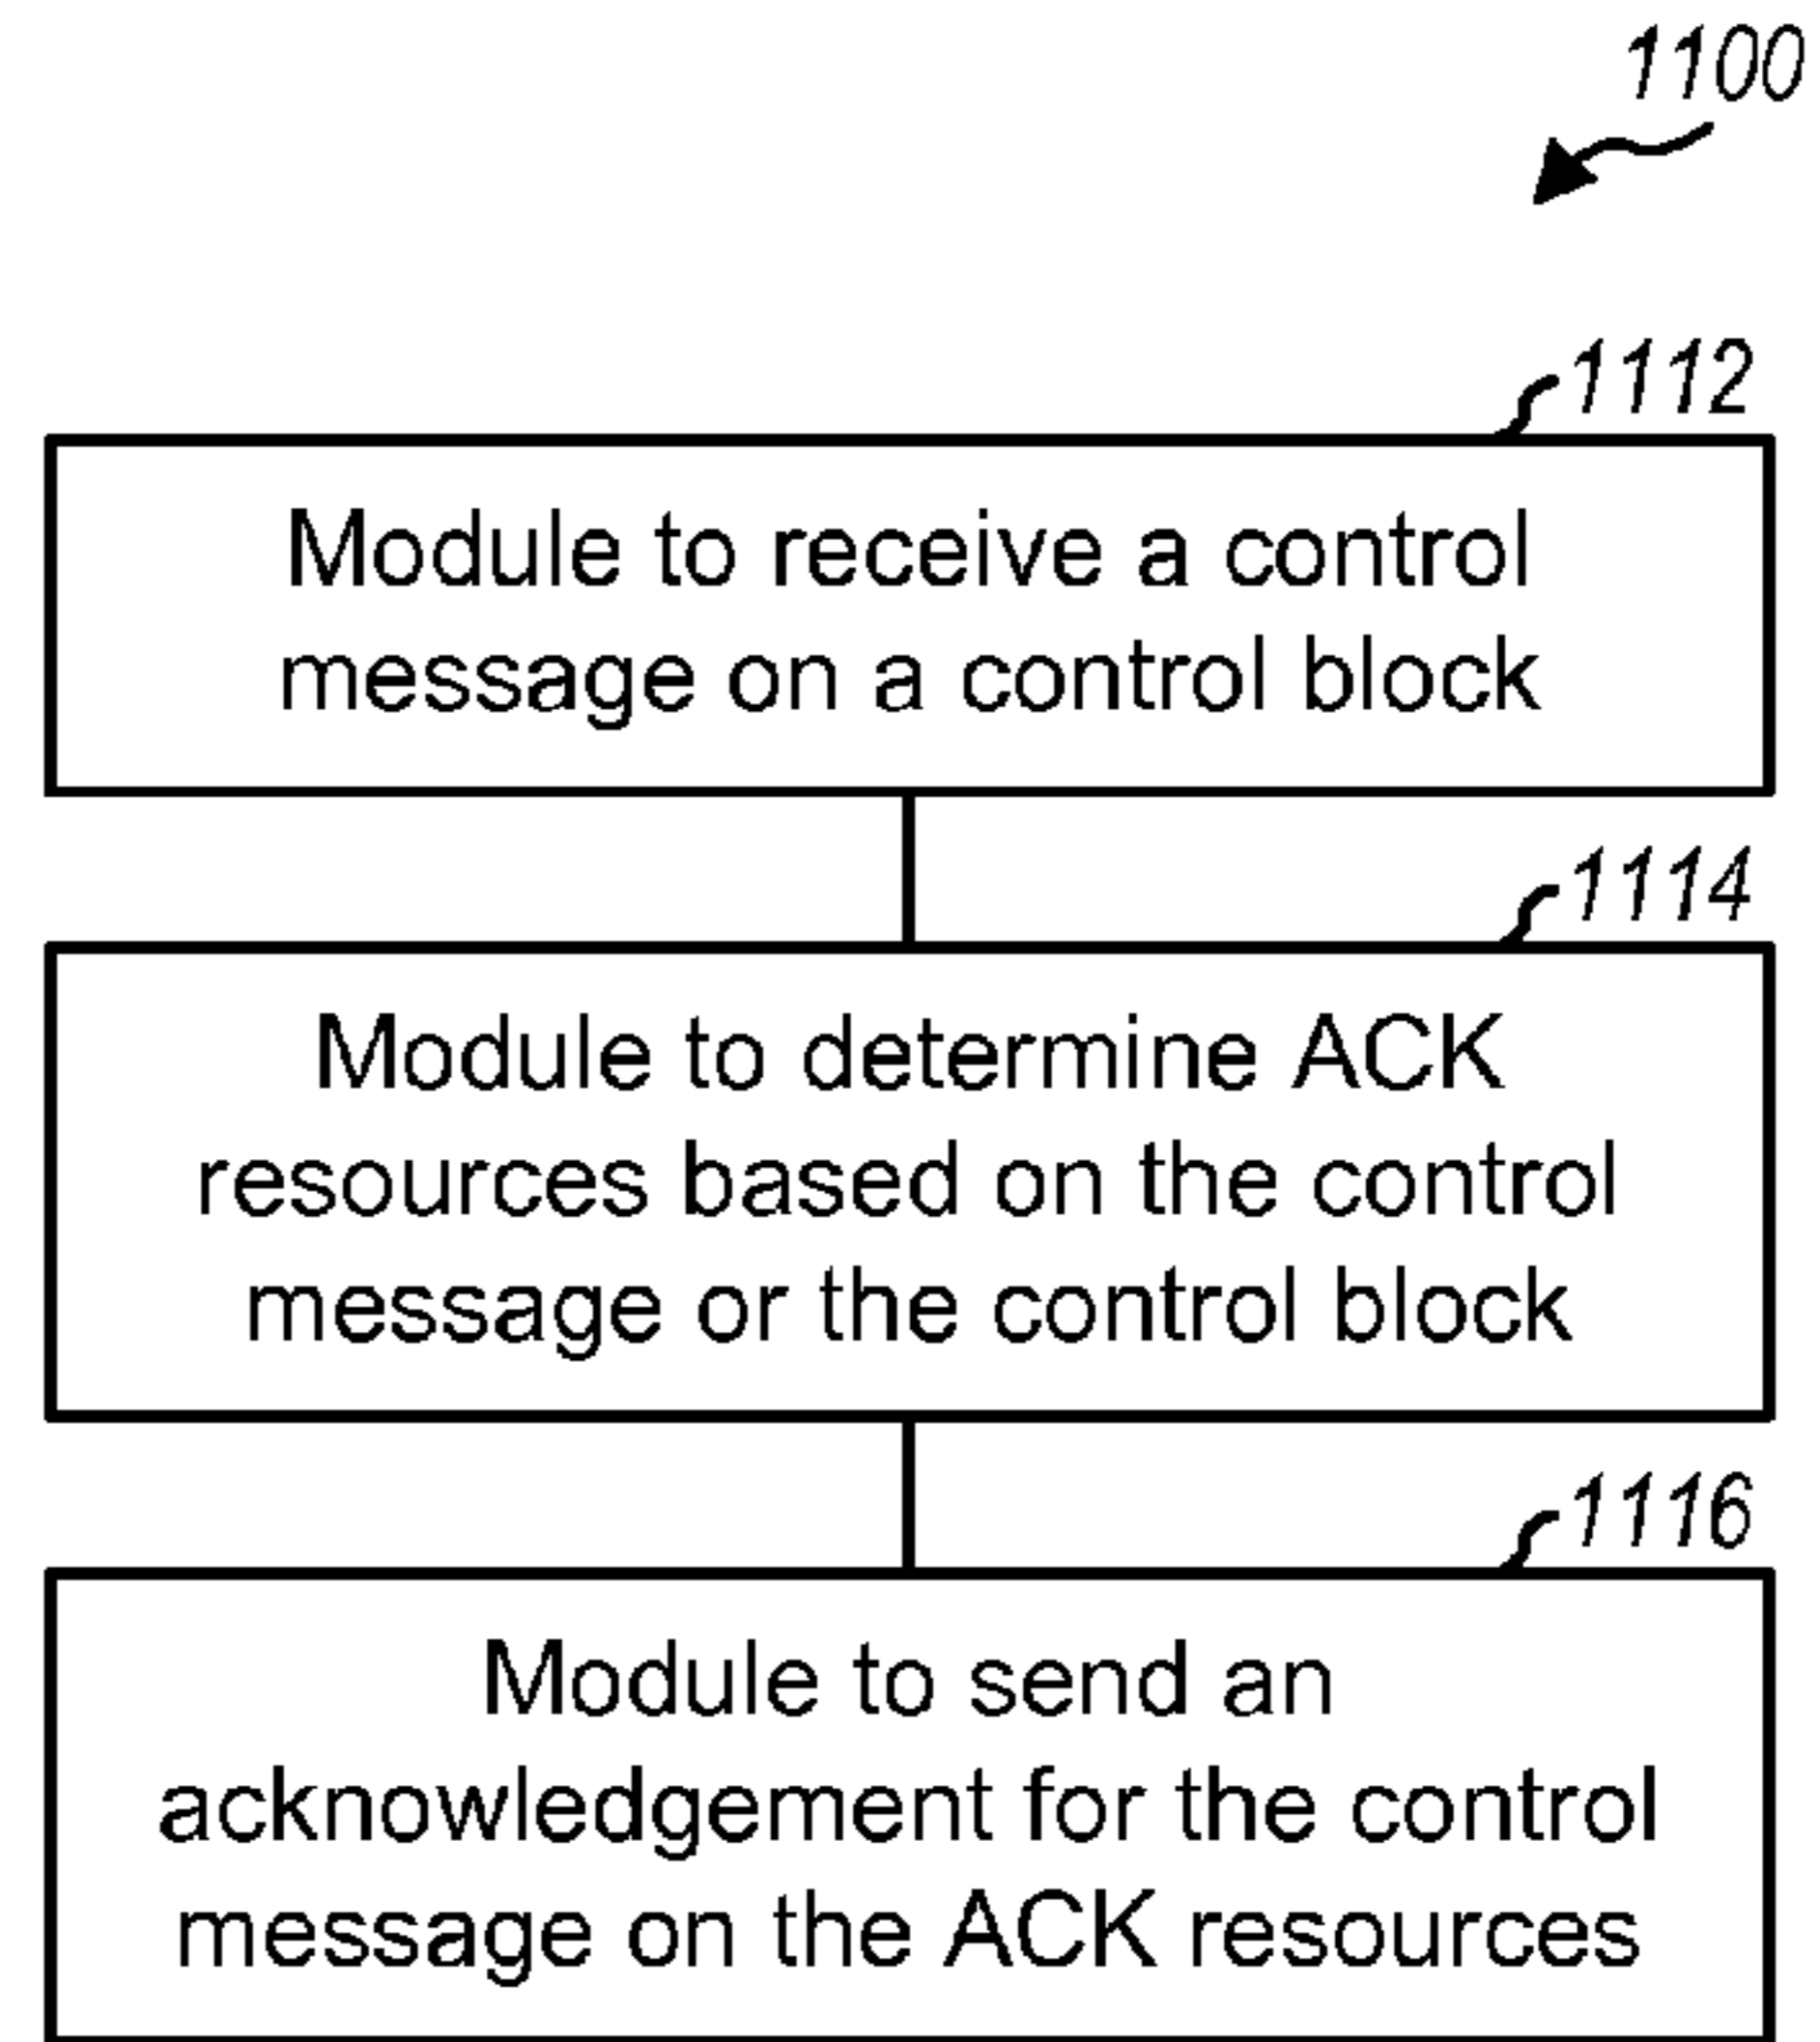 1100
1112
Module to receive a control
message on a control block
1114
Module to determine ACK
resources based on the control
message or the control block
1116
Module to send an
acknowledgement for the control
message on the ACK resources